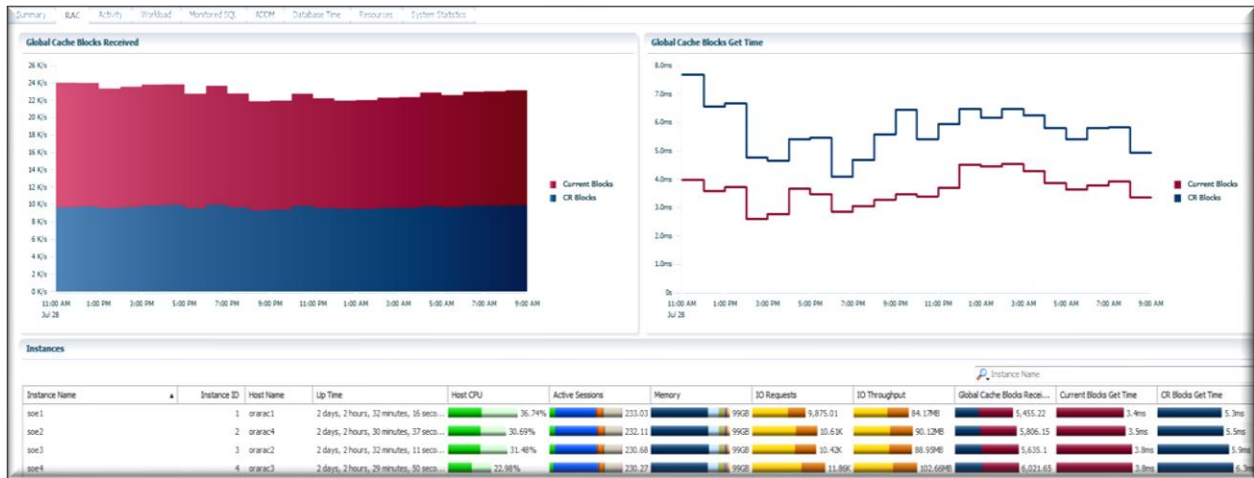 Summary RAC Activity Workload Monitored SQL ADDM Database Time Resources System Statistics
Global Cache Blocks Received
26 K/s
24 K/s
22 K/s
20 K/s
18 K/s
16 K/s
14 K/s
12 K/s
10 K/s
8 K/s
6 K/s
4 K/s
2 K/s
0 K/s
11:00 AM 1:00 PM 3:00 PM 5:00 PM 7:00 PM 9:00 PM 11:00 PM 1:00 AM 3:00 AM 5:00 AM 7:00 AM 9:00 AM
Jul 28
Current Blocks
CR Blocks
Global Cache Blocks Get Time
8.0ms
7.0ms
6.0ms
5.0ms
4.0ms
3.0ms
2.0ms
1.0ms
0s
11:00 AM 1:00 PM 3:00 PM 5:00 PM 7:00 PM 9:00 PM 11:00 PM 1:00 AM 3:00 AM 5:00 AM 7:00 AM 9:00 AM
Jul 28
Current Blocks
CR Blocks
Instances
Instance Name
Instance Name Instance ID Host Name Up Time Host CPU Active Sessions Memory IO Requests IO Throughput Global Cache Blocks Recei... Current Blocks Get Time CR Blocks Get Time
soe1 1 orarac1 2 days, 2 hours, 32 minutes, 16 seco... 36.74% 233.03 99GB 9,875.01 84.17MB 5,455.22 3.4ms 5.3ms
soe2 2 orarac4 2 days, 2 hours, 30 minutes, 37 seco... 30.69% 232.11 99GB 10.61K 90.12MB 5,806.15 3.5ms 5.5ms
soe3 3 orarac2 2 days, 2 hours, 32 minutes, 11 seco... 31.48% 230.68 99GB 10.42K 88.95MB 5,635.1 3.8ms 5.9ms
soe4 4 orarac3 2 days, 2 hours, 29 minutes, 50 seco... 22.98% 230.27 99GB 11.86K 102.66MB 6,021.65 3.8ms 6.3ms